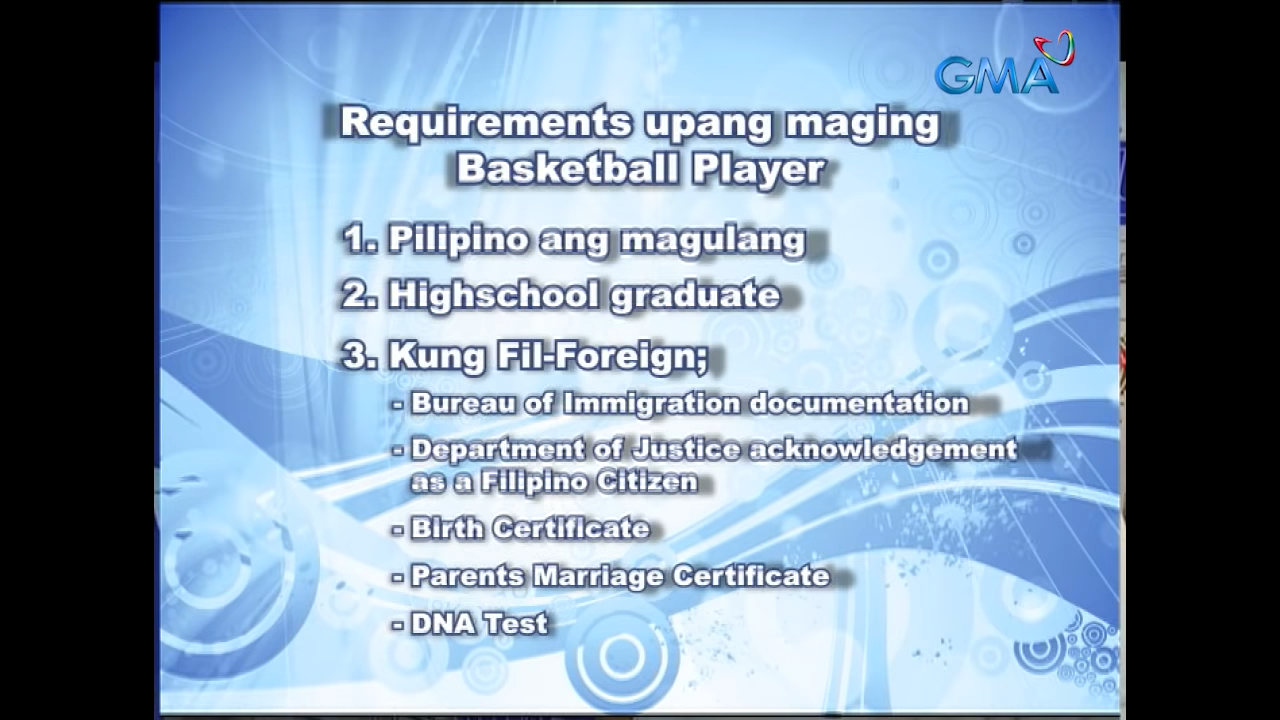 GMA
Requirements upang maging
Basketball Player
1. Pilipino ang magulang
2. Highschool graduate
3. Kung Fil-Foreign;
- Bureau of Immigration documentation
- Department of Justice acknowledgement
as a Filipino Citizen
- Birth Certificate
- Parents Marriage Certificate
- DNA Test